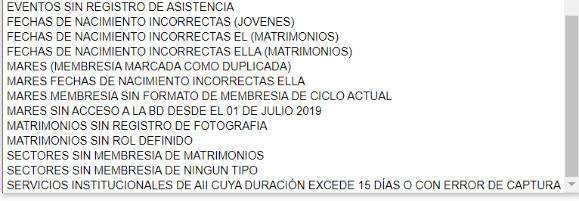 EVENTOS SIN REGISTRO DE ASISTENCIA
FECHAS DE NACIMIENTO INCORRECTAS (JOVENES)
FECHAS DE NACIMIENTO INCORRECTAS EL (MATRIMONIOS)
FECHAS DE NACIMIENTO INCORRECTAS ELLA (MATRIMONIOS)
MARES (MEMBRESIA MARCADA COMO DUPLICADA)
MARES FECHAS DE NACIMIENTO INCORRECTAS ELLA
MARES MEMBRESIA SIN FORMATO DE MEMBRESIA DE CICLO ACTUAL
MARES SIN ACCESO A LA BD DESDE EL 01 DE JULIO 2019
MATRIMONIOS SIN REGISTRO DE FOTOGRAFIA
MATRIMONIOS SIN ROL DEFINIDO
SECTORES SIN MEMBRESIA DE MATRIMONIOS
SECTORES SIN MEMBRESIA DE NINGUN TIPO
SERVICIOS INSTITUCIONALES DE AII CUYA DURACIÓN EXCEDE 15 DÍAS O CON ERROR DE CAPTURA